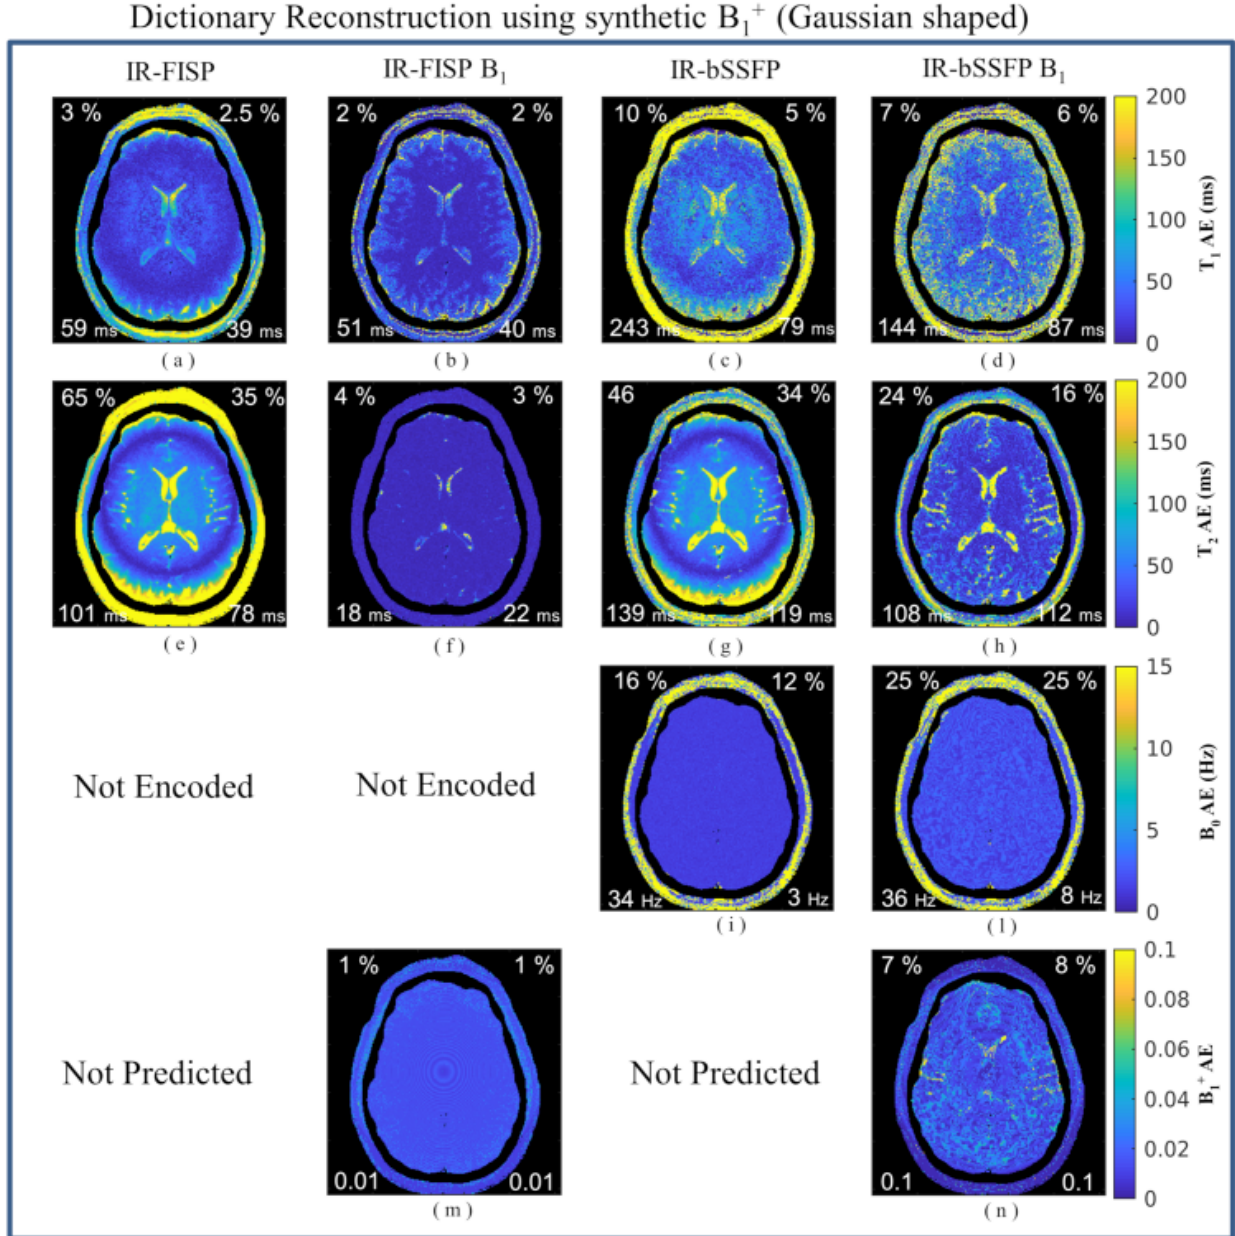 Dictionary Reconstruction using synthetic B₁⁺ (Gaussian shaped)
IR-FISP IR-FISP B₁ IR-bSSFP IR-bSSFP B₁
3 % 2.5 % 2 % 2 % 10 % 5 % 7 % 6 % 200
150
100
50
0
T₁ AE (ms)
59 ms 39 ms 51 ms 40 ms 243 ms 79 ms 144 ms 87 ms
( a ) ( b ) ( c ) ( d )
65 % 35 % 4 % 3 % 46 34 % 24 % 16 % 200
150
100
50
0
T₂ AE (ms)
101 ms 78 ms 18 ms 22 ms 139 ms 119 ms 108 ms 112 ms
( e ) ( f ) ( g ) ( h )
16 % 12 % 25 % 25 % 15
10
5
0
B₀ AE (Hz)
Not Encoded Not Encoded
34 Hz 3 Hz 36 Hz 8 Hz
( i ) ( l )
1 % 1 % 7 % 8 % 0.1
0.08
0.06
0.04
0.02
0
B₁⁺ AE
Not Predicted Not Predicted
0.01 0.01 0.1 0.1
( m ) ( n )